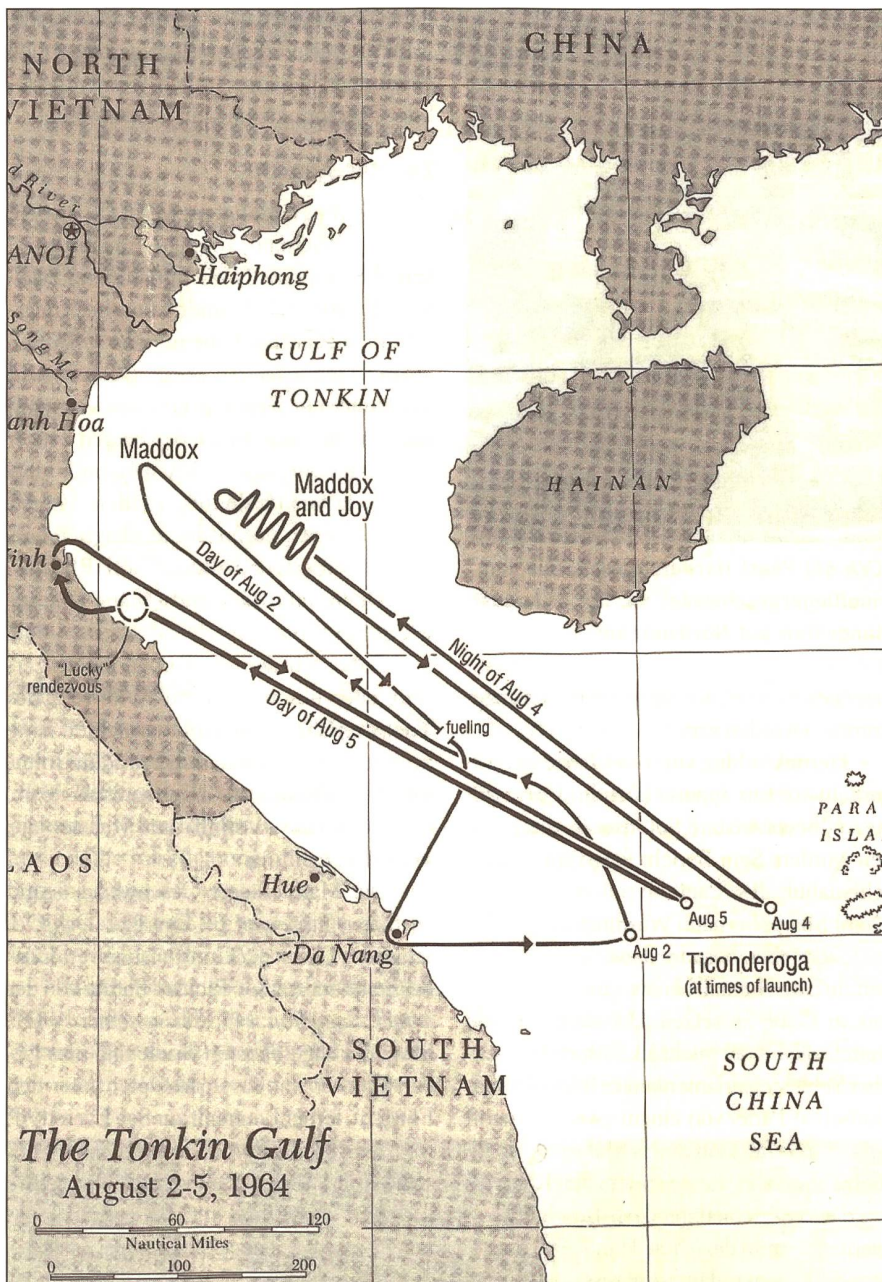 CHINA
NORTH
VIETNAM
d River
ANOI
Haiphong
Song Ma
GULF OF
TONKIN
anh Hoa
Maddox
Maddox
and Joy
HAINAN
Day of Aug 2
inh
"Lucky"
rendezvous
Night of Aug 4
Day of Aug 5
fueling
PARA
ISLA
LAOS
Hue
Aug 5
Aug 4
Da Nang
Aug 2
Ticonderoga
(at times of launch)
SOUTH
VIETNAM
SOUTH
CHINA
SEA
The Tonkin Gulf
August 2-5, 1964
0 60 120
Nautical Miles
0 100 200